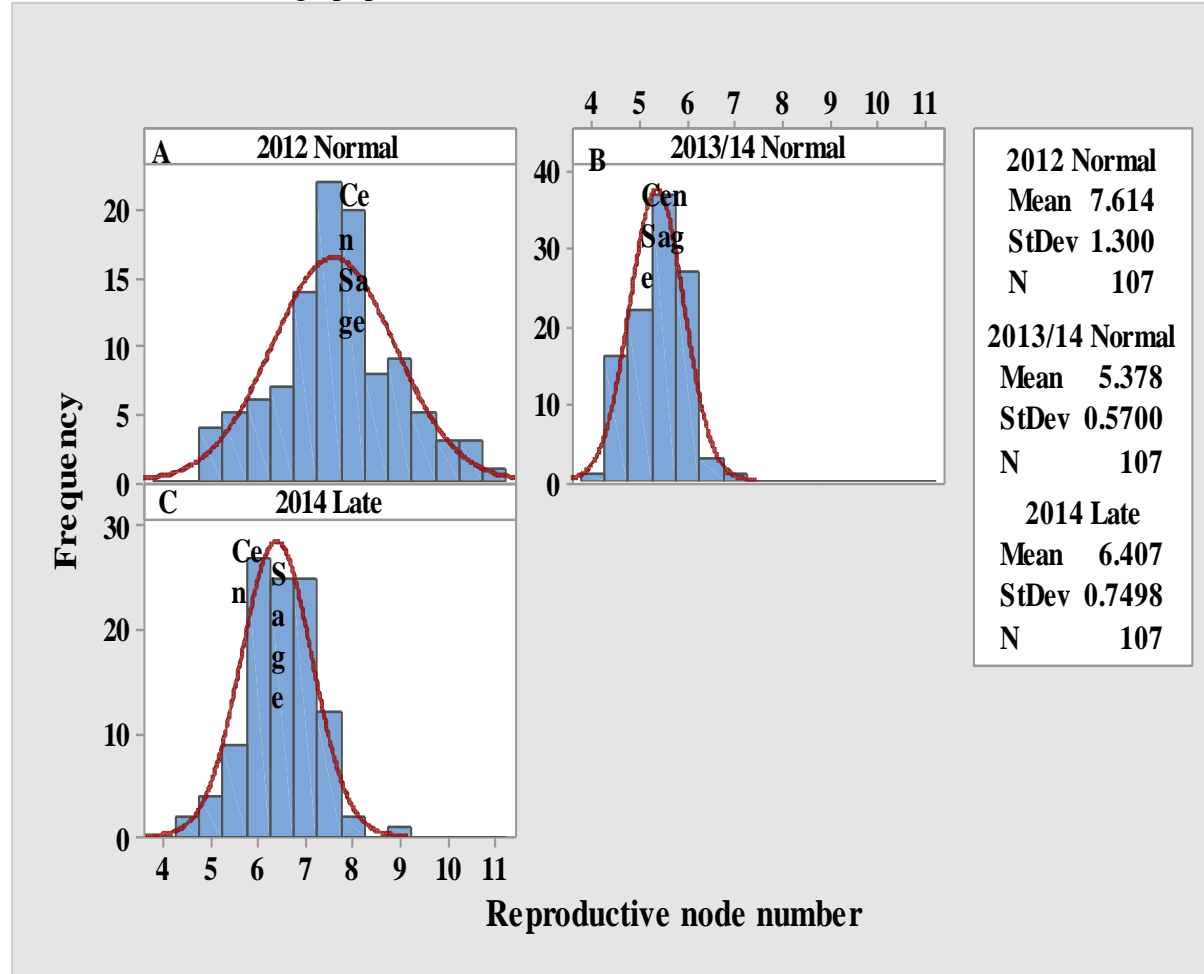 4 5 6 7 8 9 10 11
A 2012 Normal
20
15
10
5
0
Ce
n
Sa
ge
B 2013/14 Normal
40
30
20
10
0
Cen
Sag
e
2012 Normal
Mean 7.614
StDev 1.300
N 107
2013/14 Normal
Mean 5.378
StDev 0.5700
N 107
2014 Late
Mean 6.407
StDev 0.7498
N 107
Frequency
C 2014 Late
30
20
10
0
Ce
n
S
a
g
e
4 5 6 7 8 9 10 11
Reproductive node number